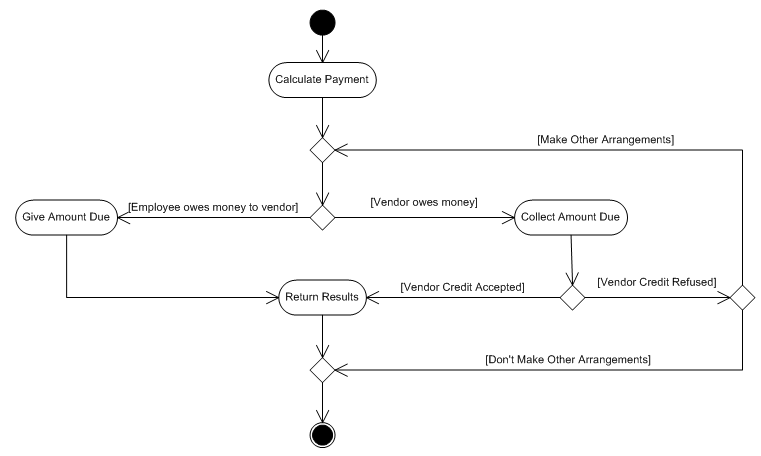 Calculate Payment
[Make Other Arrangements]
[Employee owes money to vendor]
[Vendor owes money]
Give Amount Due
Collect Amount Due
[Vendor Credit Accepted]
[Vendor Credit Refused]
Return Results
[Don't Make Other Arrangements]